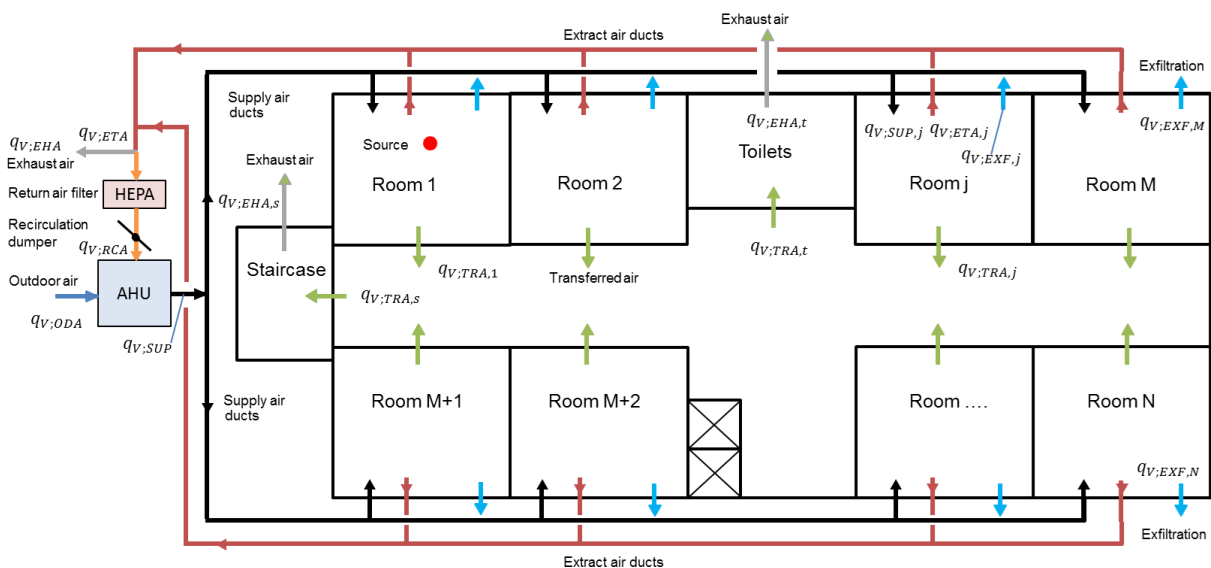 Exhaust air
Extract air ducts
Exfiltration
Supply air
ducts
q_{V;ETA}
q_{V;EHA}
Exhaust air
q_{V;EHA,t}
q_{V;SUP,j}
q_{V;ETA,j}
q_{V;EXF,M}
Source
Toilets
q_{V;EXF,j}
Exhaust air
Return air filter
HEPA
Room 1
Room 2
Room j
Room M
q_{V;EHA,s}
Recirculation
dumper
q_{V;RCA}
q_{V;TRA,t}
Staircase
q_{V;TRA,1}
Transferred air
q_{V;TRA,j}
Outdoor air
AHU
q_{V;TRA,s}
q_{V;ODA}
q_{V;SUP}
Supply air
ducts
Room M+1
Room M+2
Room ....
Room N
q_{V;EXF,N}
Exfiltration
Extract air ducts